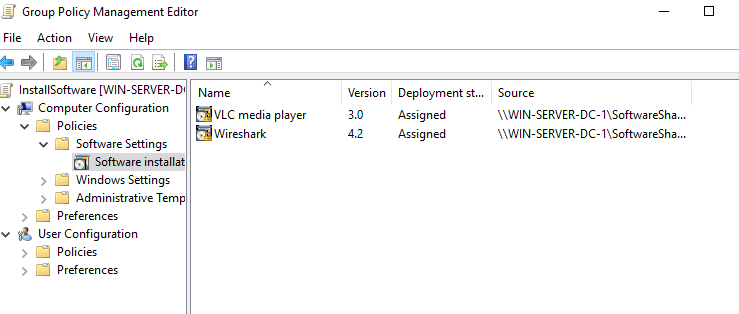 Group Policy Management Editor
File Action View Help
InstallSoftware [WIN-SERVER-D
Computer Configuration
Policies
Software Settings
Software installat
Windows Settings
Administrative Temp
Preferences
User Configuration
Policies
Preferences
Name Version Deployment st... Source
VLC media player 3.0 Assigned \\WIN-SERVER-DC-1\SoftwareSha...
Wireshark 4.2 Assigned \\WIN-SERVER-DC-1\SoftwareSha...